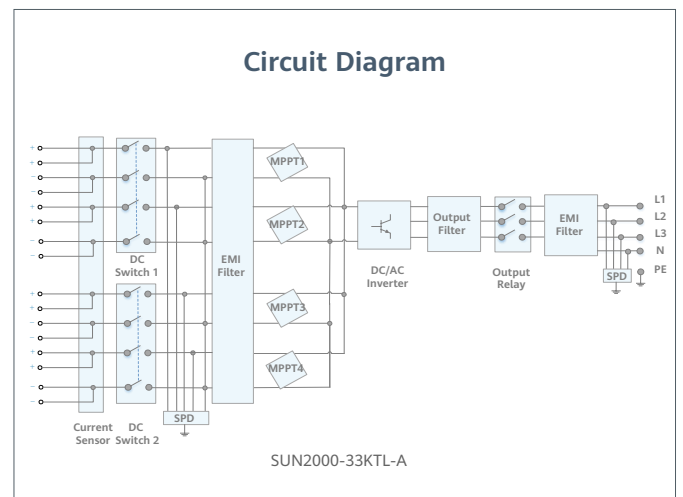 Circuit Diagram
+
+
−
−
+
+
−
−
+
+
−
−
+
+
−
−
DC
Switch 1
EMI
Filter
MPPT1
MPPT2
MPPT3
MPPT4
DC/AC
Inverter
Output
Filter
Output
Relay
EMI
Filter
L1
L2
L3
N
PE
SPD
SPD
Current
Sensor
DC
Switch 2
SUN2000-33KTL-A